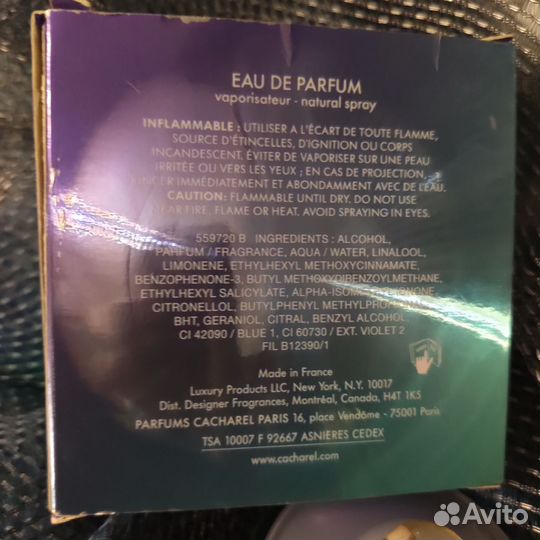 EAU DE PARFUM
vaporisateur - natural spray
INFLAMMABLE : UTILISER A L'ÉCART DE TOUTE FLAMME,
SOURCE D'ÉTINCELLES, D'IGNITION OU CORPS
INCANDESCENT. ÉVITER DE VAPORISER SUR UNE PEAU
IRRITÉE OU VERS LES YEUX ; EN CAS DE PROJECTION,
RINCER IMMÉDIATEMENT ET ABONDAMMENT AVEC DE L'EAU.
CAUTION: FLAMMABLE UNTIL DRY. DO NOT USE
NEAR FIRE, FLAME OR HEAT. AVOID SPRAYING IN EYES.
559720 B INGREDIENTS : ALCOHOL,
PARFUM / FRAGRANCE, AQUA / WATER, LINALOOL,
LIMONENE, ETHYLHEXYL METHOXYCINNAMATE,
BENZOPHENONE-3, BUTYL METHOXYDIBENZOYLMETHANE,
ETHYLHEXYL SALICYLATE, ALPHA-ISOMETHYL IONONE,
CITRONELLOL, BUTYLPHENYL METHYLPROPIONAL,
BHT, GERANIOL, CITRAL, BENZYL ALCOHOL,
CI 42090 / BLUE 1, CI 60730 / EXT. VIOLET 2
FIL B12390/1
Made in France
Luxury Products LLC, New York, N.Y. 10017
Dist. Designer Fragrances, Montréal, Canada, H4T 1K5
PARFUMS CACHAREL PARIS 16, place Vendôme - 75001 Paris
TSA 10007 F 92667 ASNIERES CEDEX
www.cacharel.com
Avito